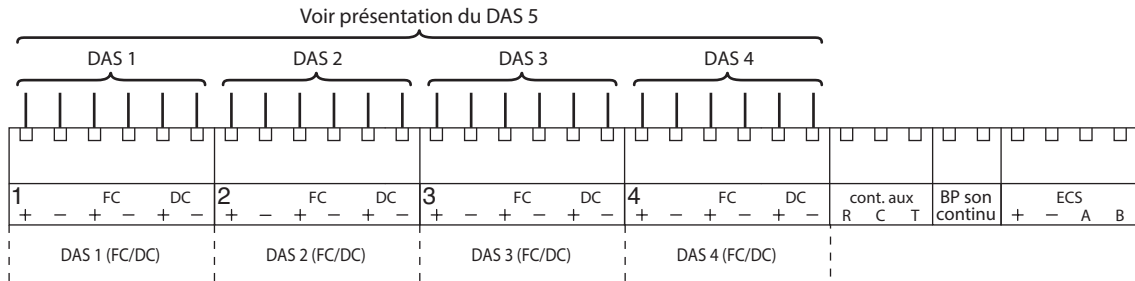 Voir présentation du DAS 5
DAS 1 DAS 2 DAS 3 DAS 4
1 FC DC 2 FC DC 3 FC DC 4 FC DC cont. aux BP son ECS
+ − + − + − + − + − + − + − + − + − + − + − + − R C T continu + − A B
DAS 1 (FC/DC) DAS 2 (FC/DC) DAS 3 (FC/DC) DAS 4 (FC/DC)